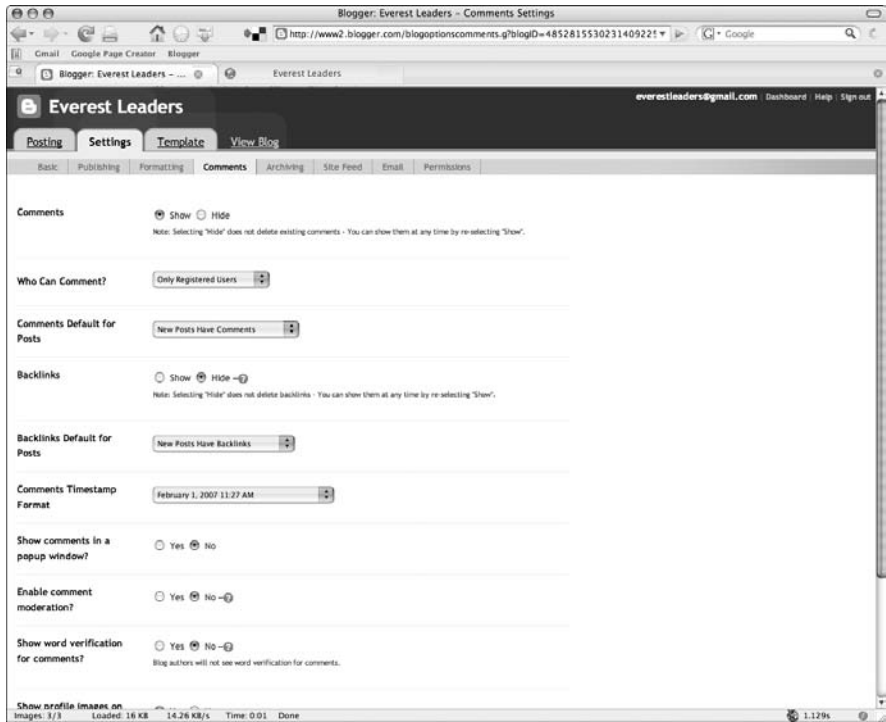 Blogger: Everest Leaders – Comments Settings
http://www2.blogger.com/blogoptionscomments.g?blogID=4852815530231409225
Google
Gmail Google Page Creator Blogger
Blogger: Everest Leaders – ... Everest Leaders
Everest Leaders
everestleaders@gmail.com | Dashboard | Help | Sign out
Posting Settings Template View Blog
Basic Publishing Formatting Comments Archiving Site Feed Email Permissions
Comments
Show Hide
Note: Selecting "Hide" does not delete existing comments - You can show them at any time by re-selecting "Show".
Who Can Comment?
Only Registered Users
Comments Default for
Posts
New Posts Have Comments
Backlinks
Show Hide
Note: Selecting "Hide" does not delete backlinks - You can show them at any time by re-selecting "Show".
Backlinks Default for
Posts
New Posts Have Backlinks
Comments Timestamp
Format
February 1, 2007 11:27 AM
Show comments in a
popup window?
Yes No
Enable comment
moderation?
Yes No
Show word verification
for comments?
Yes No
Blog authors will not see word verification for comments.
Show profile images on
Images: 3/3 Loaded: 16 KB 14.26 KB/s Time: 0:01 Done
1.129s